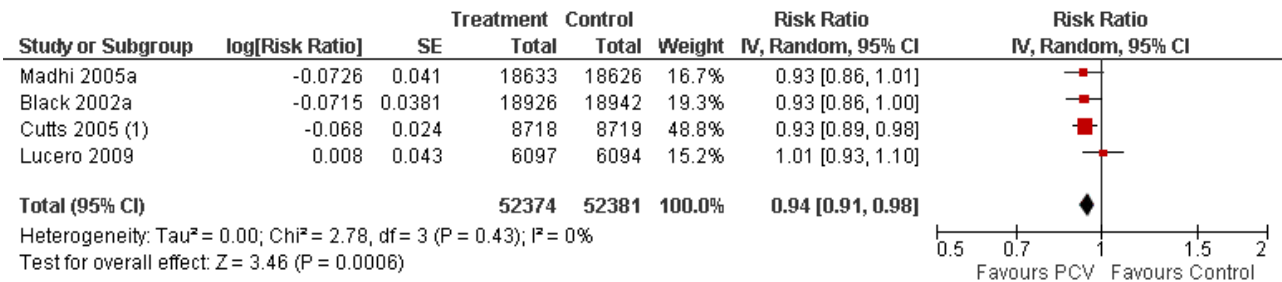 Treatment Control Risk Ratio Risk Ratio
Study or Subgroup log[Risk Ratio] SE Total Total Weight IV, Random, 95% CI IV, Random, 95% CI
Madhi 2005a -0.0726 0.041 18633 18626 16.7% 0.93 [0.86, 1.01]
Black 2002a -0.0715 0.0381 18926 18942 19.3% 0.93 [0.86, 1.00]
Cutts 2005 (1) -0.068 0.024 8718 8719 48.8% 0.93 [0.89, 0.98]
Lucero 2009 0.008 0.043 6097 6094 15.2% 1.01 [0.93, 1.10]
Total (95% CI) 52374 52381 100.0% 0.94 [0.91, 0.98]
Heterogeneity: Tau² = 0.00; Chi² = 2.78, df = 3 (P = 0.43); I² = 0%
Test for overall effect: Z = 3.46 (P = 0.0006)
0.5 0.7 1 1.5 2
Favours PCV Favours Control